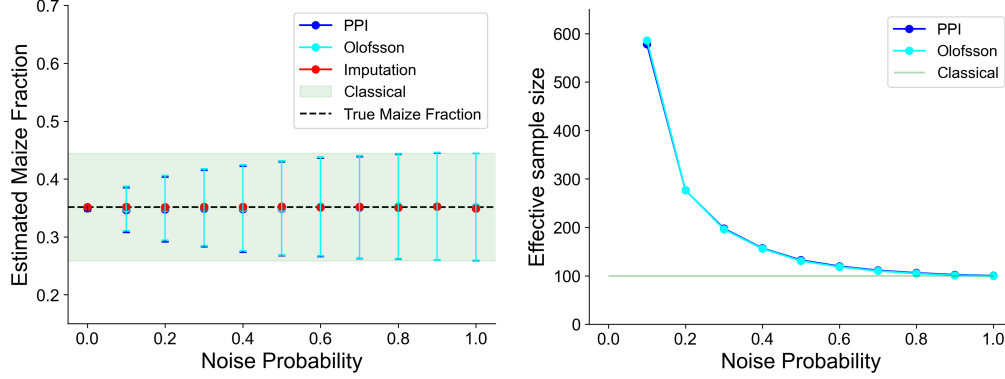 Estimated Maize Fraction
0.7
0.6
0.5
0.4
0.3
0.2
PPI
Olofsson
Imputation
Classical
True Maize Fraction
0.0 0.2 0.4 0.6 0.8 1.0
Noise Probability
Effective sample size
600
500
400
300
200
100
0
PPI
Olofsson
Classical
0.0 0.2 0.4 0.6 0.8 1.0
Noise Probability